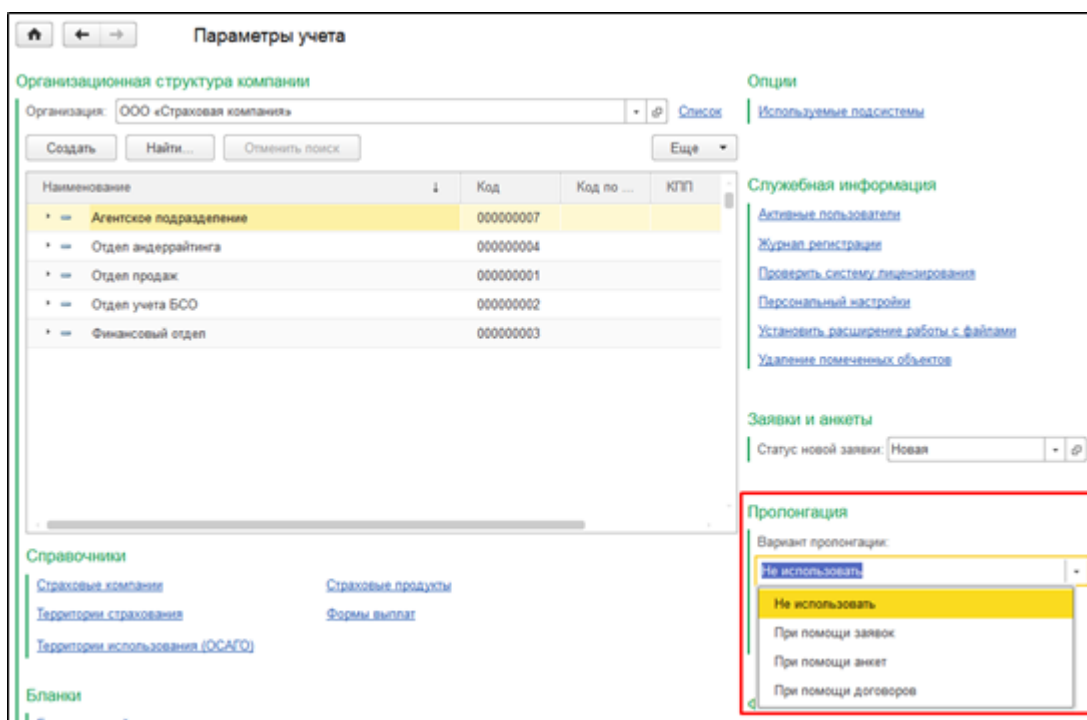 Параметры учета
Организационная структура компании
Организация: ООО «Страховая компания» Список
Создать Найти... Отменить поиск Еще
Наименование ↓ Код Код по ... КПП
Агентское подразделение 000000007
Отдел андеррайтинга 000000004
Отдел продаж 000000001
Отдел учета БСО 000000002
Финансовый отдел 000000003
Справочники
Страховые компании Страховые продукты
Территории страхования Формы выплат
Территории использования (ОСАГО)
Бланки
Опции
Используемые подсистемы
Служебная информация
Активные пользователи
Журнал регистрации
Проверить систему лицензирования
Персональный настройки
Установить расширение работы с файлами
Удаление помеченных объектов
Заявки и анкеты
Статус новой заявки: Новая
Пролонгация
Вариант пролонгации:
Не использовать
Не использовать
При помощи заявок
При помощи анкет
При помощи договоров